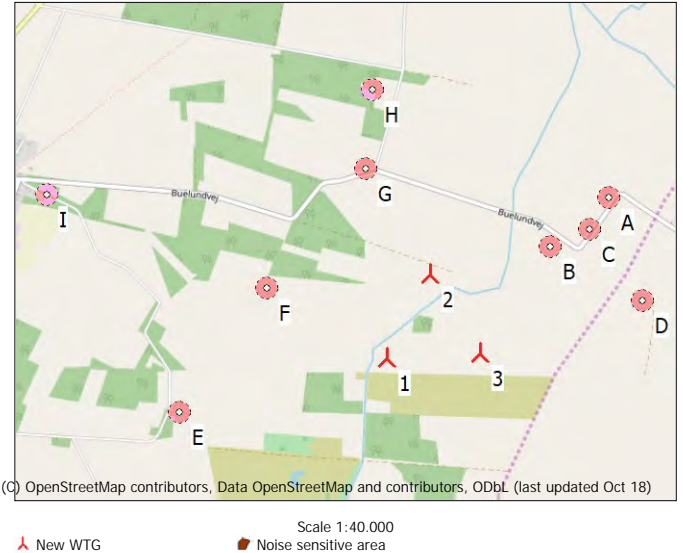 H
G
Buelundvej
I
A
Buelundvej
C
B
2
F
D
1
3
E
(C) OpenStreetMap contributors, Data OpenStreetMap and contributors, ODbL (last updated Oct 18)
Scale 1:40.000
New WTG
Noise sensitive area